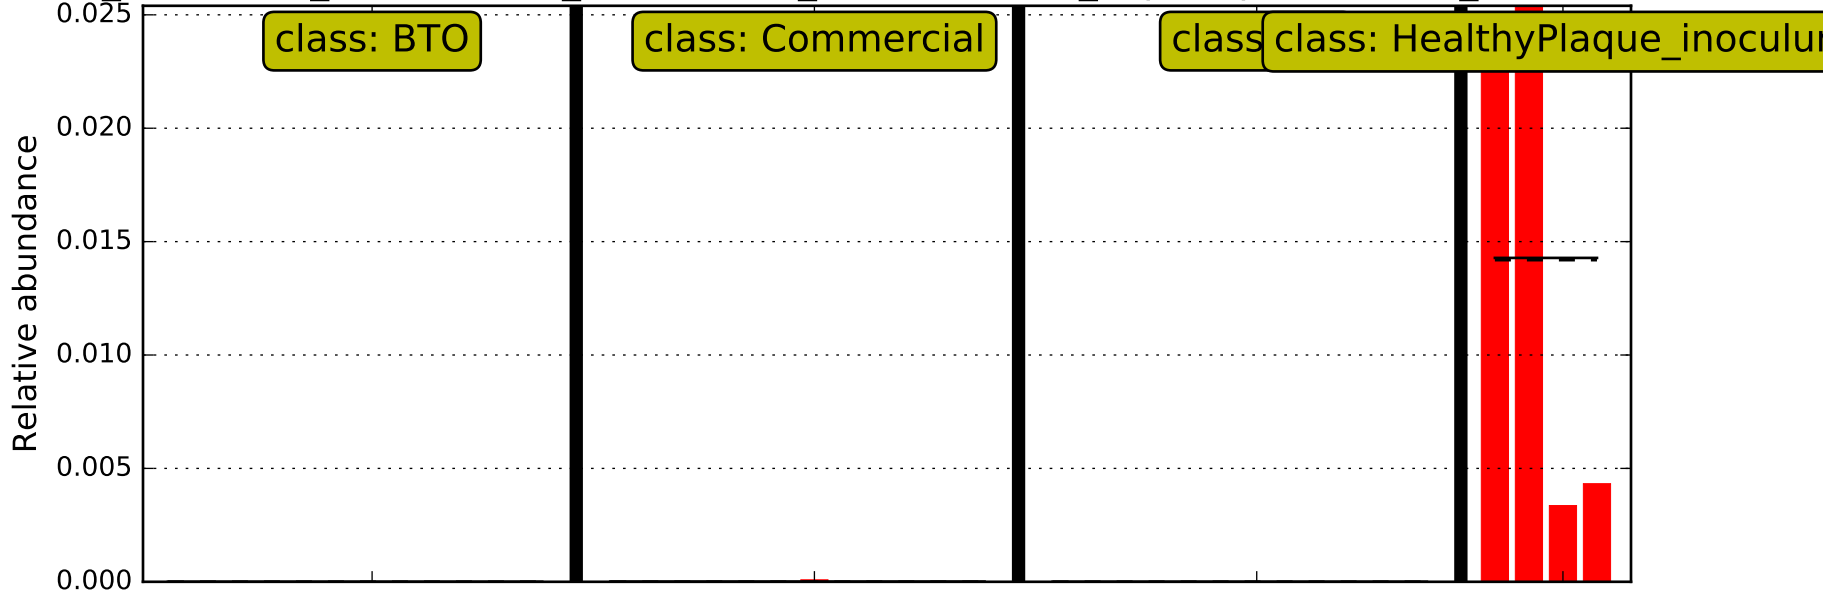 0.025
class: BTO
class: Commercial
class
class: HealthyPlaque_inoculu
0.020
0.015
0.010
0.005
0.000
Relative abundance